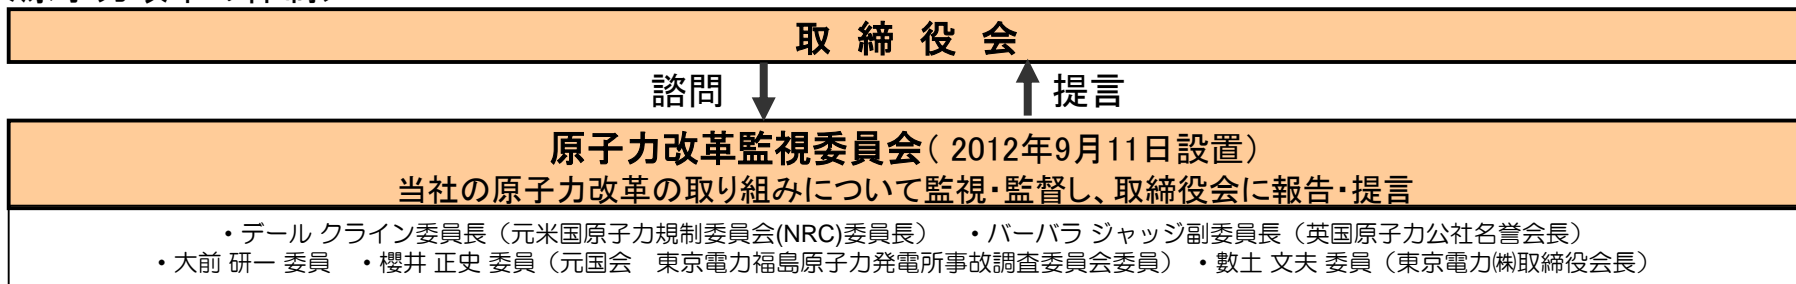 取 締 役 会
諮問 提言
原子力改革監視委員会（ 2012年9月11日設置）
当社の原子力改革の取り組みについて監視・監督し、取締役会に報告・提言
・デール クライン委員長（元米国原子力規制委員会(NRC)委員長） ・バーバラ ジャッジ副委員長（英国原子力公社名誉会長）
・大前 研一 委員 ・櫻井 正史 委員（元国会 東京電力福島原子力発電所事故調査委員会委員） ・數土 文夫 委員（東京電力㈱取締役会長）